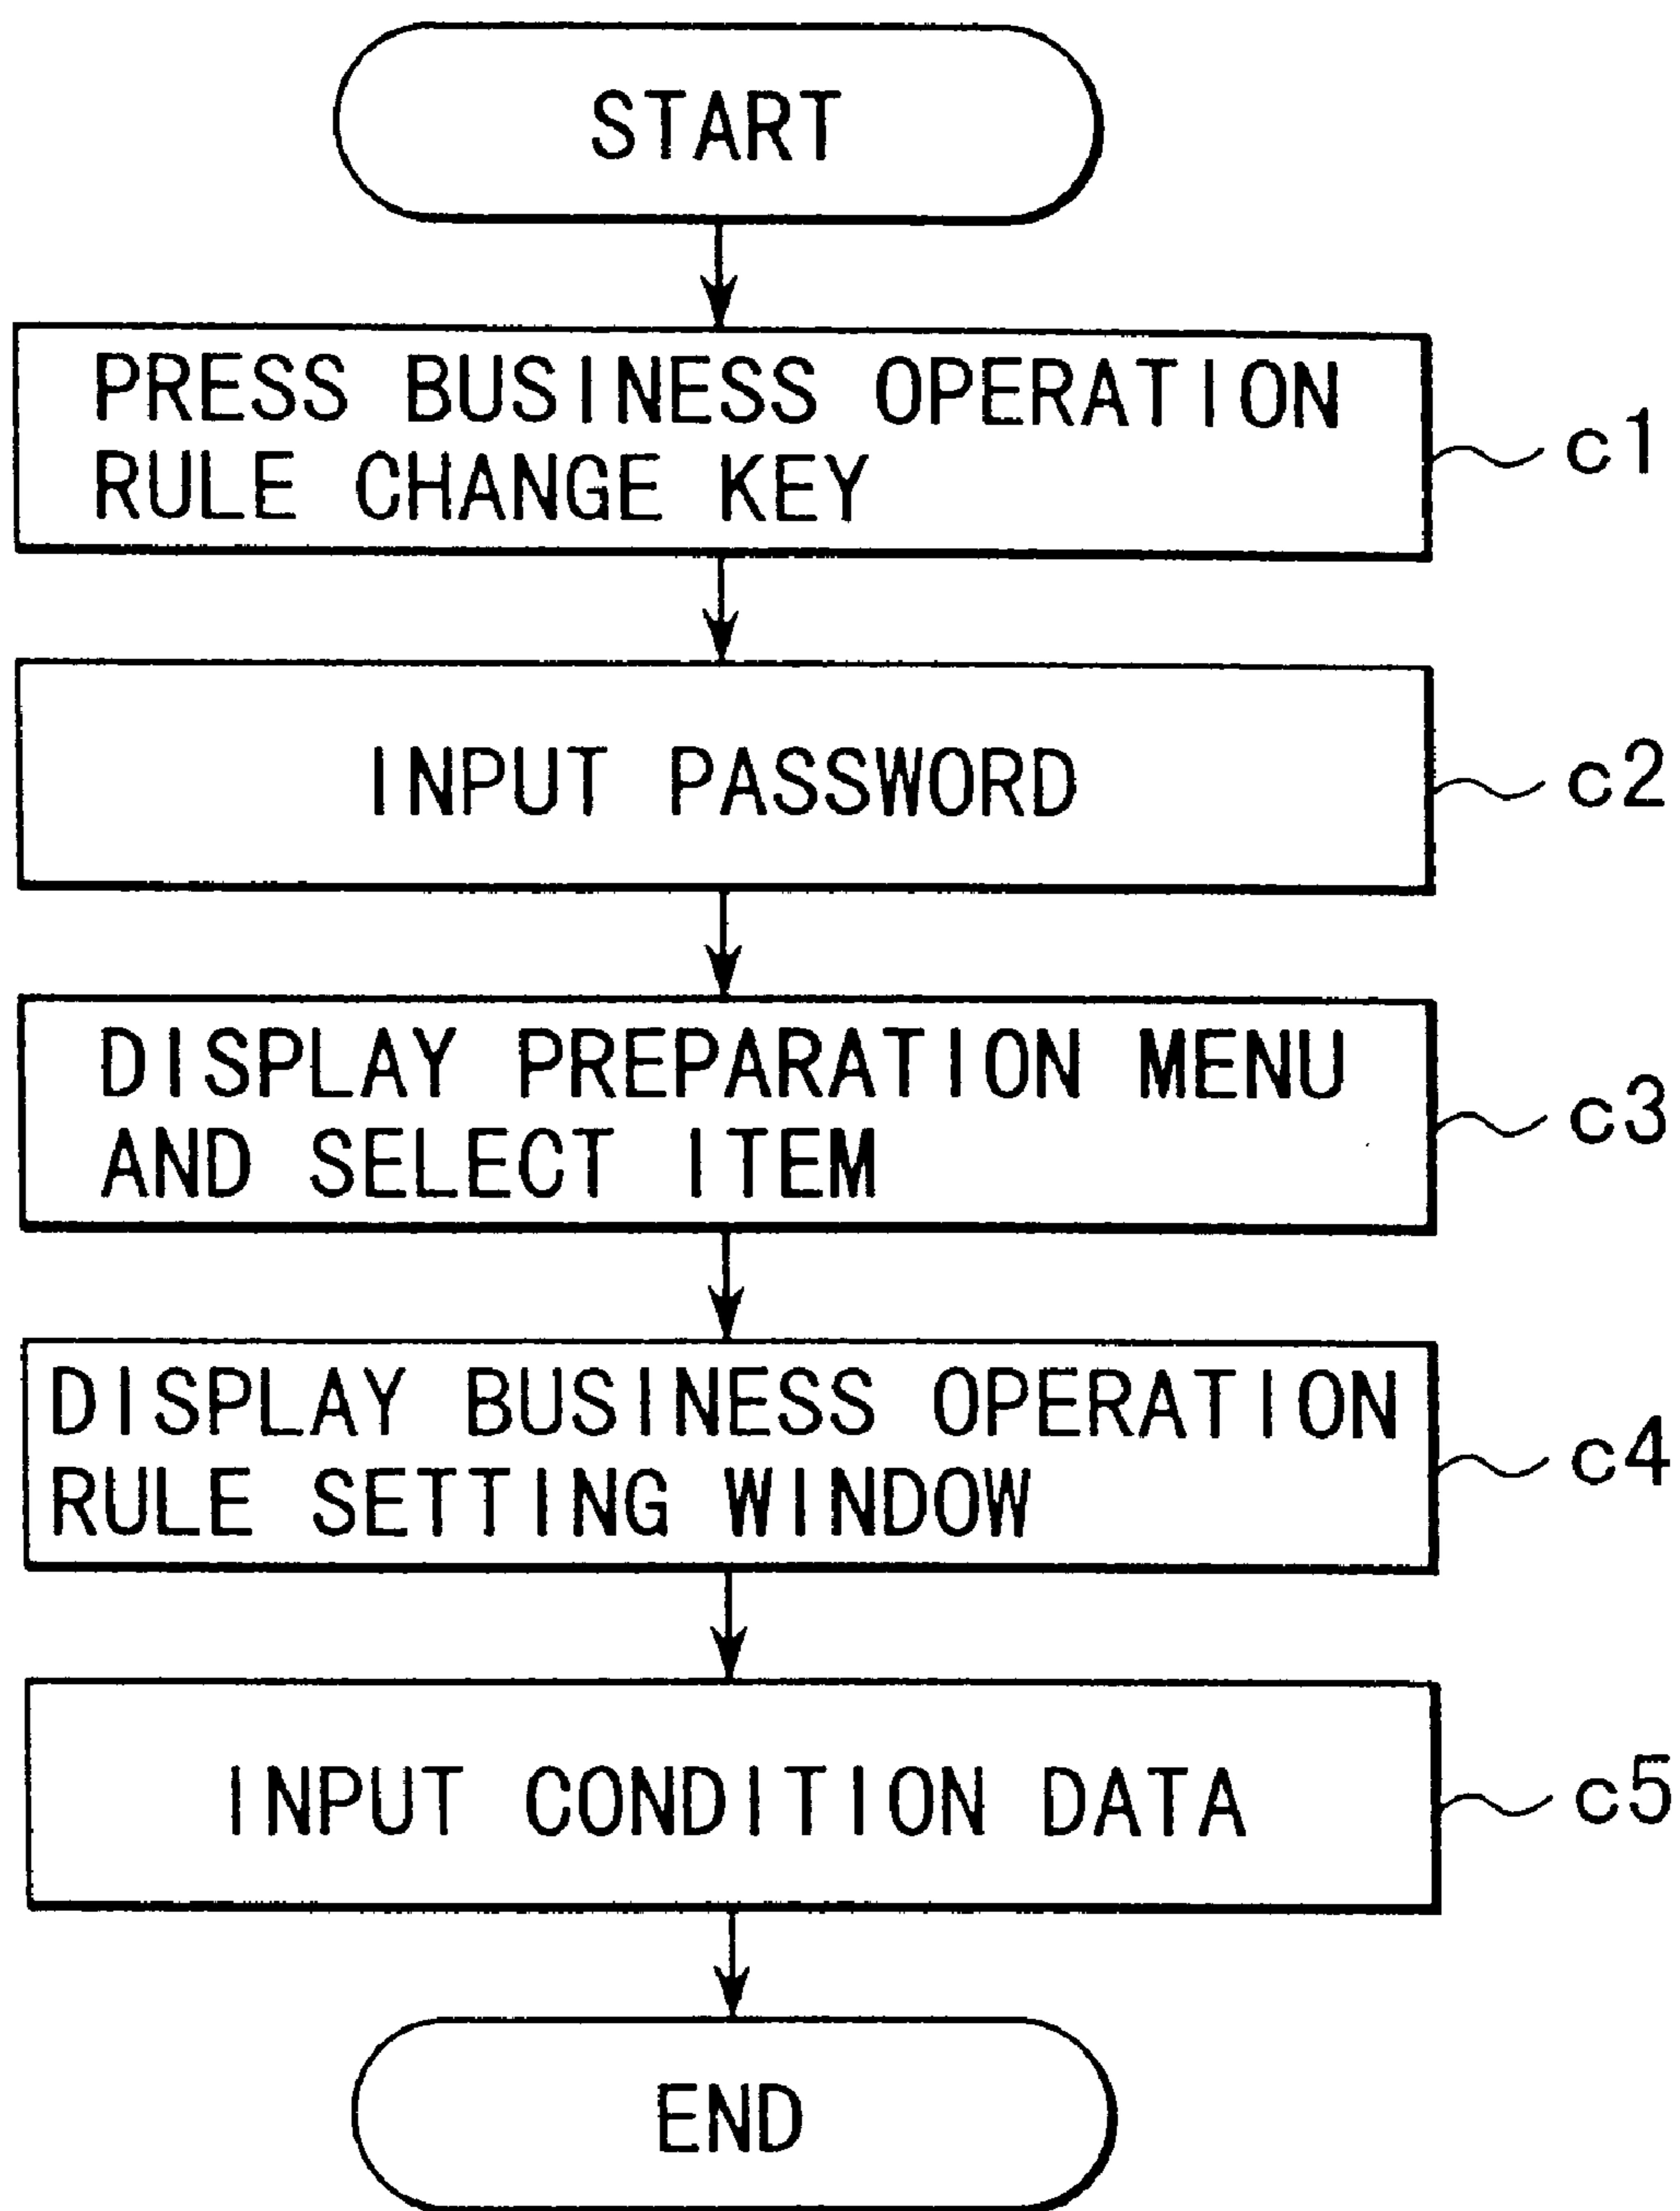 START
PRESS BUSINESS OPERATION
RULE CHANGE KEY
c1
INPUT PASSWORD
c2
DISPLAY PREPARATION MENU
AND SELECT ITEM
c3
DISPLAY BUSINESS OPERATION
RULE SETTING WINDOW
c4
INPUT CONDITION DATA
c5
END